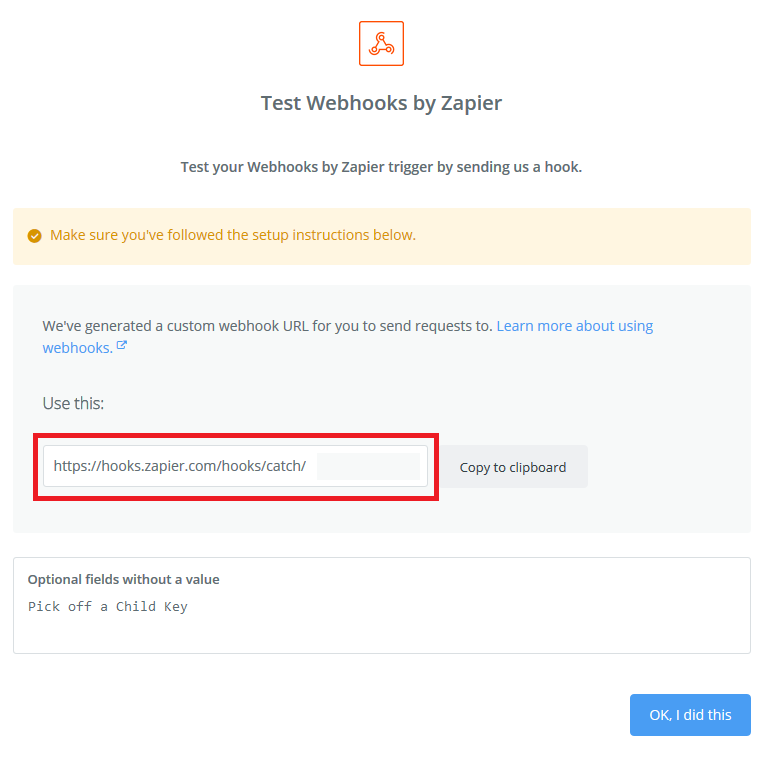 Test Webhooks by Zapier
Test your Webhooks by Zapier trigger by sending us a hook.
Make sure you've followed the setup instructions below.
We've generated a custom webhook URL for you to send requests to. Learn more about using
webhooks.
Use this:
https://hooks.zapier.com/hooks/catch/
Copy to clipboard
Optional fields without a value
Pick off a Child Key
OK, I did this